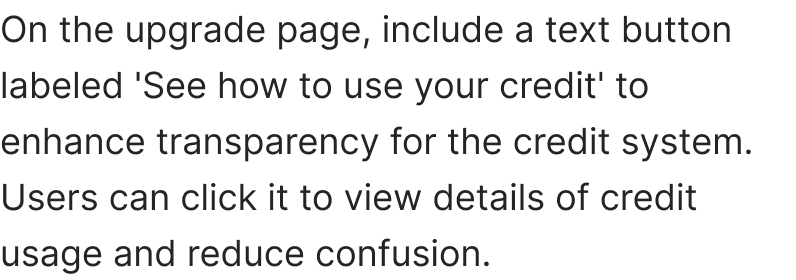 On the upgrade page, include a text button
labeled 'See how to use your credit' to
enhance transparency for the credit system.
Users can click it to view details of credit
usage and reduce confusion.